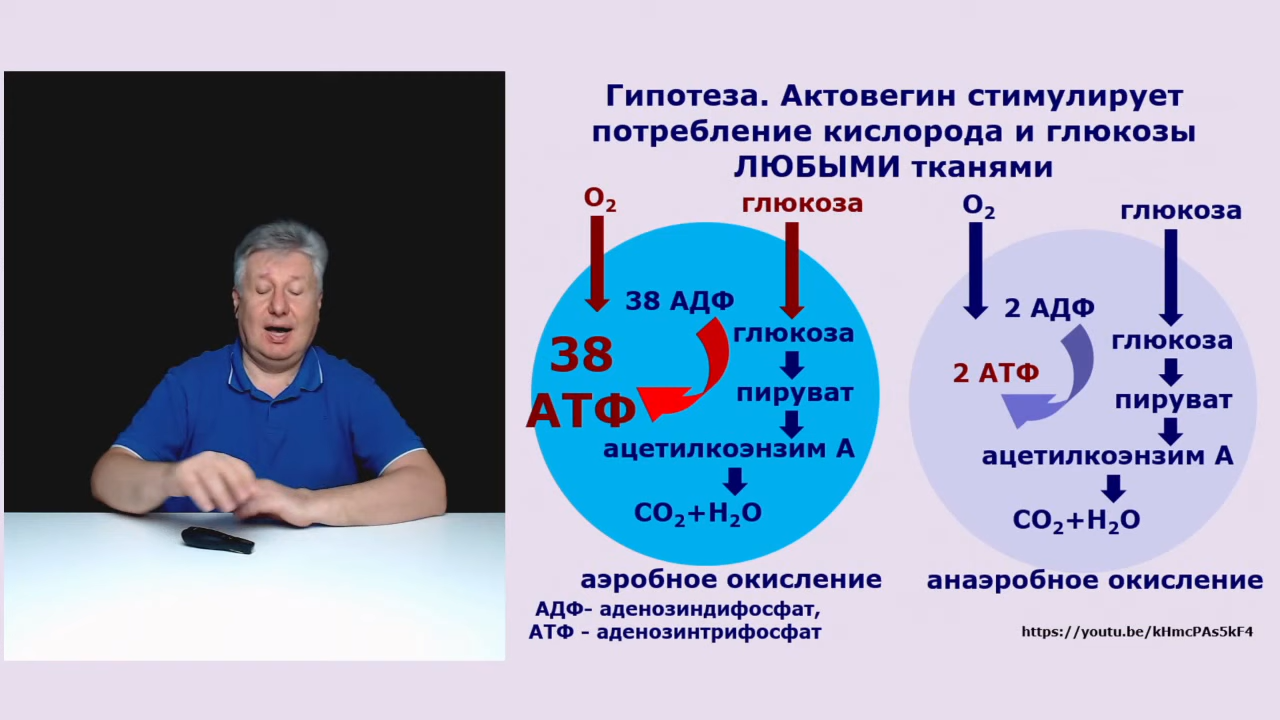 Гипотеза. Актовегин стимулирует
потребление кислорода и глюкозы
ЛЮБЫМИ тканями
O₂
глюкоза
38 АДФ
глюкоза
38
АТФ
пируват
ацетилкоэнзим А
CO₂+H₂O
аэробное окисление
АДФ- аденозиндифосфат,
АТФ - аденозинтрифосфат
O₂
глюкоза
2 АДФ
глюкоза
2 АТФ
пируват
ацетилкоэнзим А
CO₂+H₂O
анаэробное окисление
https://youtu.be/kHmcPAs5kF4